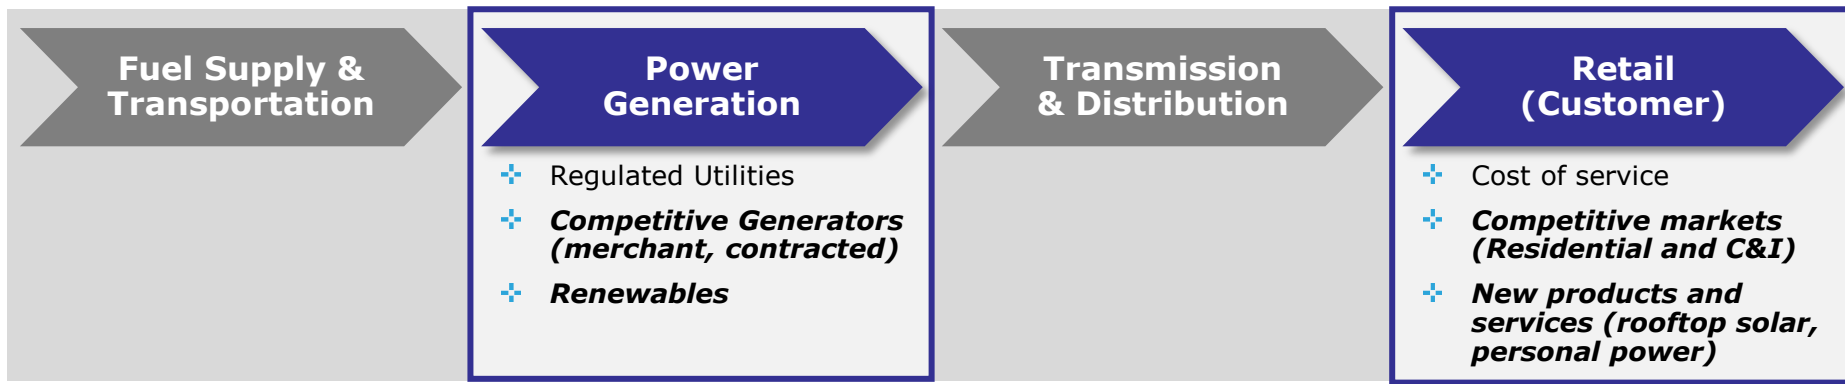 Fuel Supply &
Transportation
Power
Generation
Regulated Utilities
Competitive Generators
(merchant, contracted)
Renewables
Transmission
& Distribution
Retail
(Customer)
Cost of service
Competitive markets
(Residential and C&I)
New products and
services (rooftop solar,
personal power)